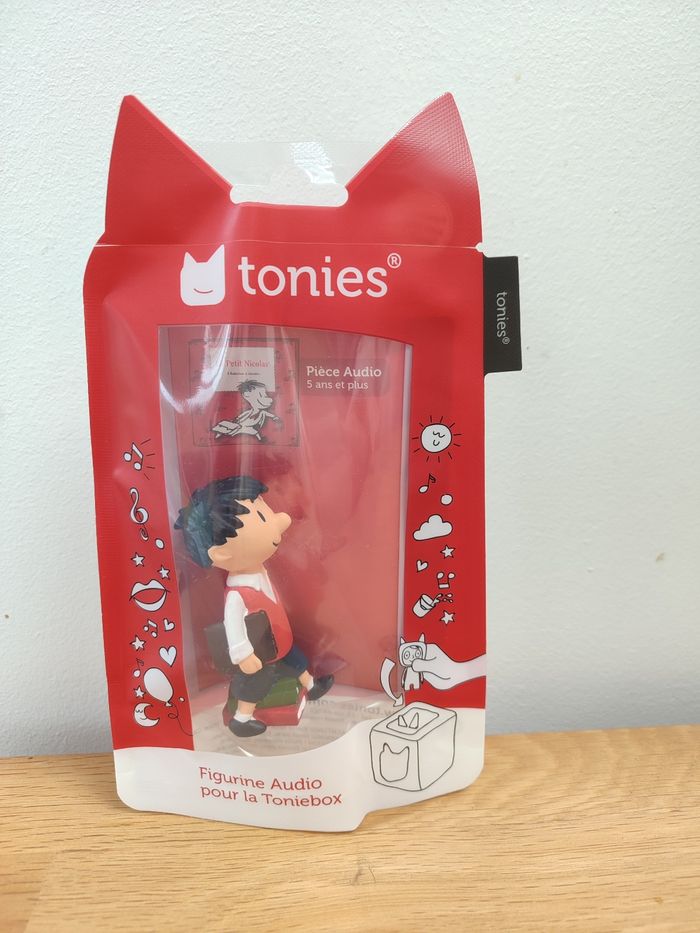 tonies®
tonies®
Petit Nicolas
Pièce Audio
5 ans et plus
Figurine Audio
pour la Toniebox